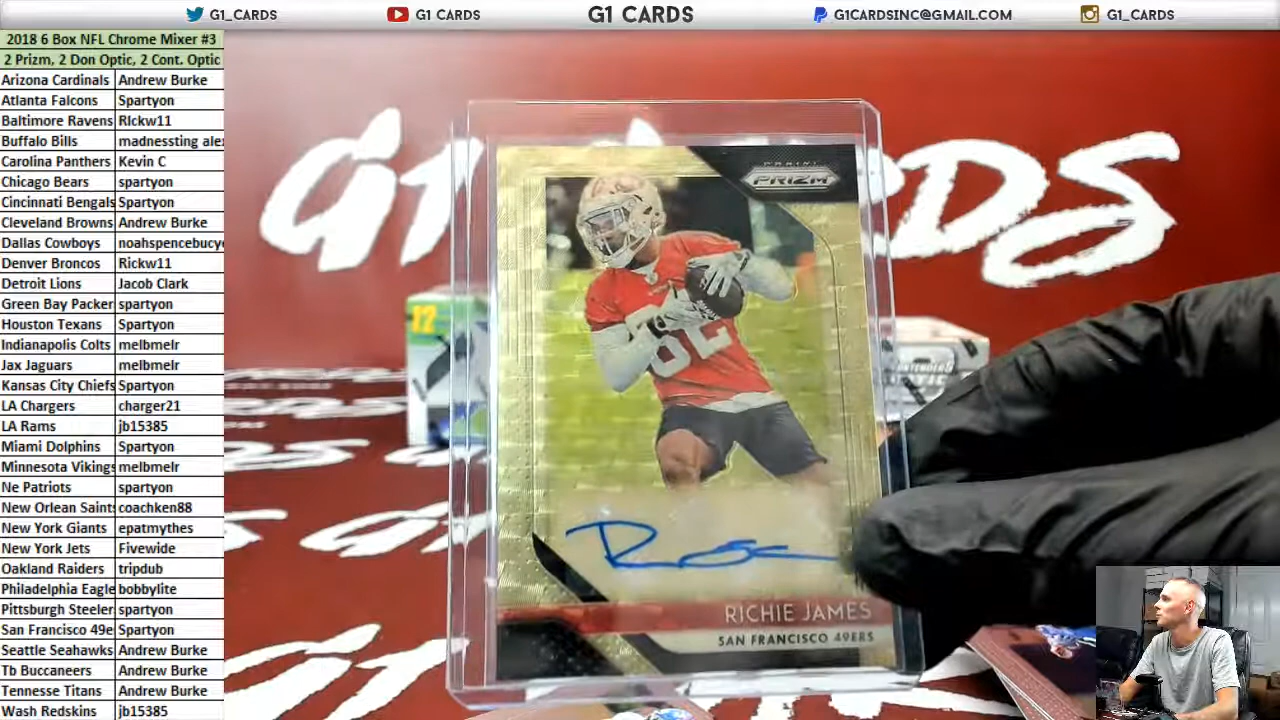 G1_CARDS
G1 CARDS
G1 CARDS
G1CARDSINC@GMAIL.COM
G1_CARDS
2018 6 Box NFL Chrome Mixer #3
2 Prizm, 2 Don Optic, 2 Cont. Optic
Arizona Cardinals Andrew Burke
Atlanta Falcons Spartyon
Baltimore Ravens RIckw11
Buffalo Bills madnessting ale
Carolina Panthers Kevin C
Chicago Bears spartyon
Cincinnati Bengals Spartyon
Cleveland Browns Andrew Burke
Dallas Cowboys noahspencebucy
Denver Broncos Rickw11
Detroit Lions Jacob Clark
Green Bay Packer spartyon
Houston Texans Spartyon
Indianapolis Colts melbmelr
Jax Jaguars melbmelr
Kansas City Chiefs Spartyon
LA Chargers charger21
LA Rams jb15385
Miami Dolphins Spartyon
Minnesota Vikings melbmelr
Ne Patriots spartyon
New Orlean Saints coachken88
New York Giants epatmythes
New York Jets Fivewide
Oakland Raiders tripdub
Philadelphia Eagle bobbylite
Pittsburgh Steeler spartyon
San Francisco 49e Spartyon
Seattle Seahawks Andrew Burke
Tb Buccaneers Andrew Burke
Tennesse Titans Andrew Burke
Wash Redskins jb15385
PANINI
PRIZM
82
RICHIE JAMES
SAN FRANCISCO 49ERS
12